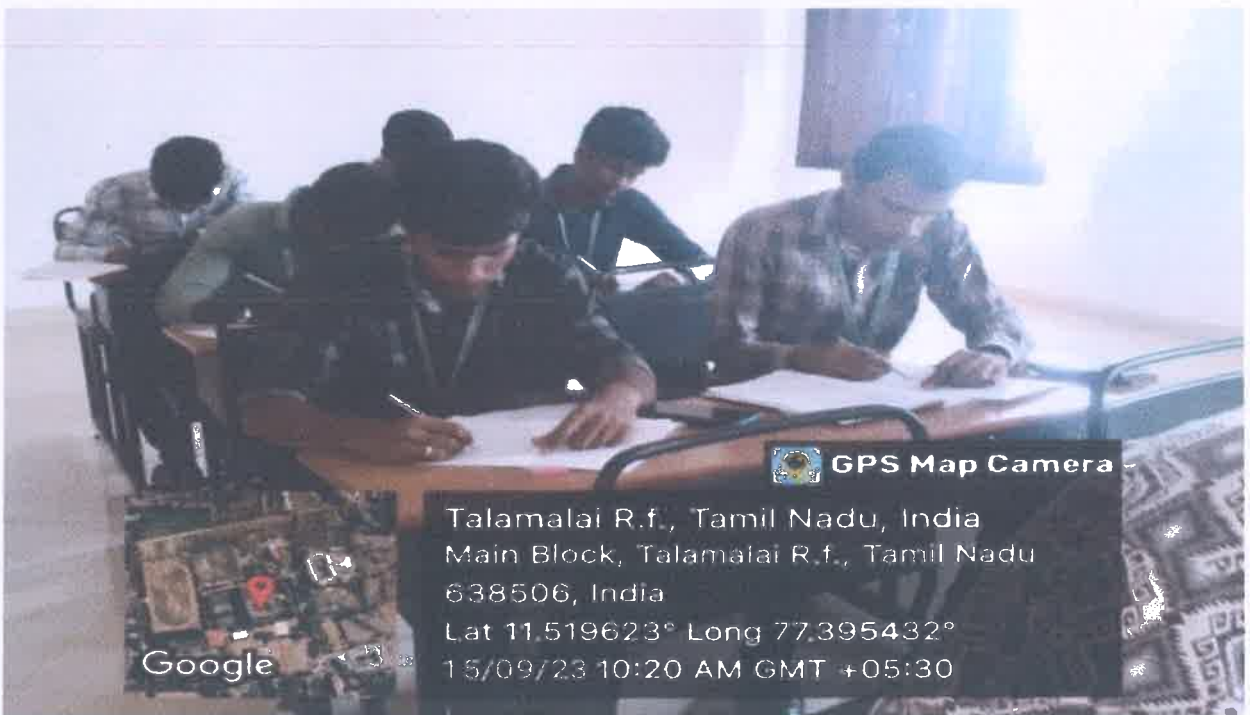 GPS Map Camera
Talamalai R.f., Tamil Nadu, India
Main Block, Talamalai R.f., Tamil Nadu
638506, India
Lat 11.519623° Long 77.395432°
15/09/23 10:20 AM GMT +05:30
Google